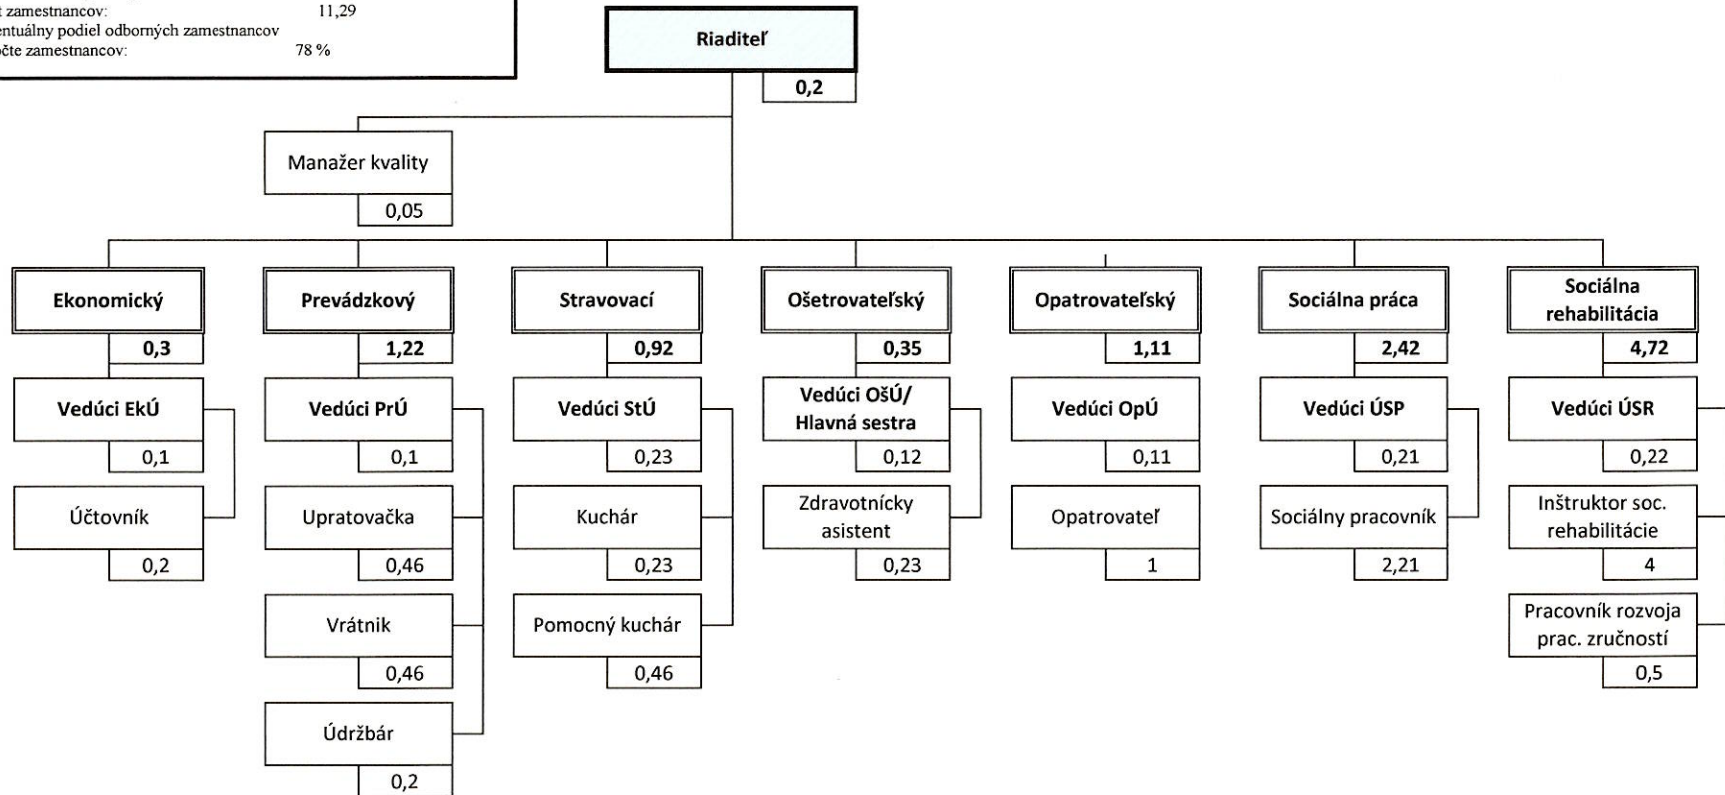 zamestnancov: 11,29
podiel odborných zamestnancov
zamestnancov: 78 %
Riaditeľ
0,2
Manažer kvality
0,05
Ekonomický
0,3
Vedúci EkÚ
0,1
Účtovník
0,2
Prevádzkový
1,22
Vedúci PrÚ
0,1
Upratovačka
0,46
Vrátnik
0,46
Údržbár
0,2
Stravovací
0,92
Vedúci StÚ
0,23
Kuchár
0,23
Pomocný kuchár
0,46
Ošetrovateľský
0,35
Vedúci OšÚ/
Hlavná sestra
0,12
Zdravotnícky
asistent
0,23
Opatrovateľský
1,11
Vedúci OpÚ
0,11
Opatrovateľ
1
Sociálna práca
2,42
Vedúci ÚSP
0,21
Sociálny pracovník
2,21
Sociálna
rehabilitácia
4,72
Vedúci ÚSR
0,22
Inštruktor soc.
rehabilitácie
4
Pracovník rozvoja
prac. zručností
0,5